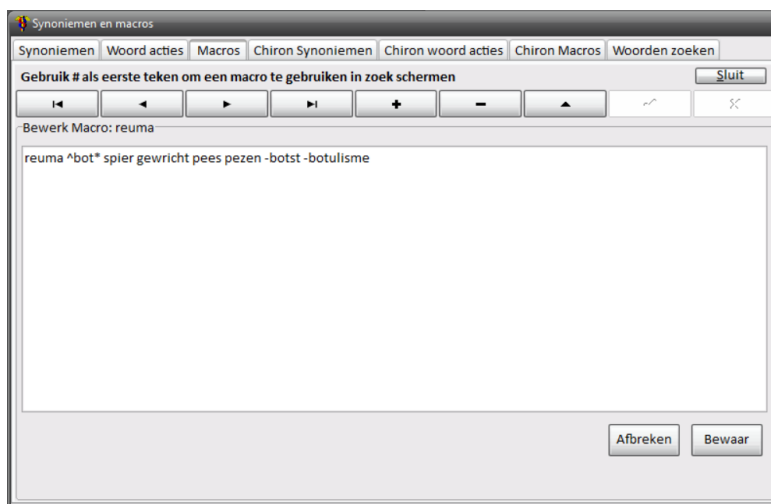 Synoniemen en macros
Synoniemen Woord acties Macros Chiron Synoniemen Chiron woord acties Chiron Macros Woorden zoeken
Gebruik # als eerste teken om een macro te gebruiken in zoek schermen Sluit
Bewerk Macro: reuma
reuma ^bot* spier gewricht pees pezen -botst -botulisme
Afbreken Bewaar